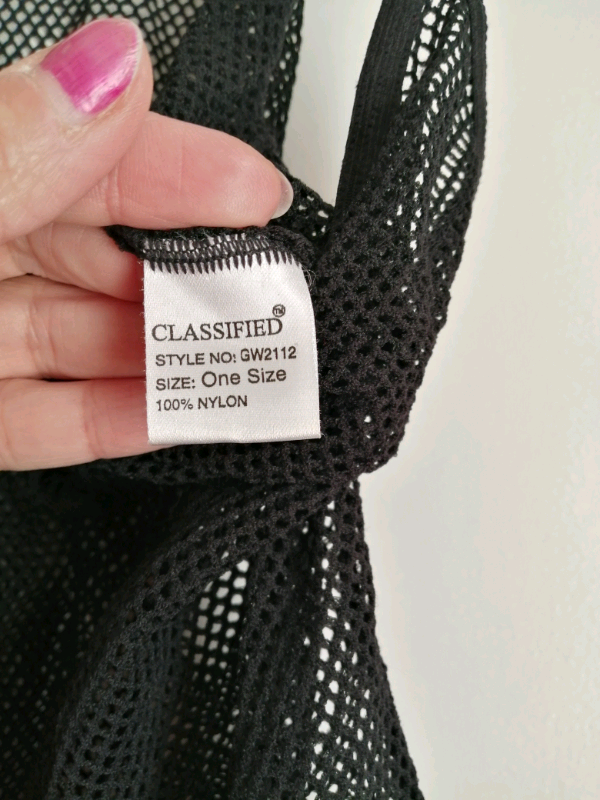 CLASSIFIED™
STYLE NO: GW2112
SIZE: One Size
100% NYLON